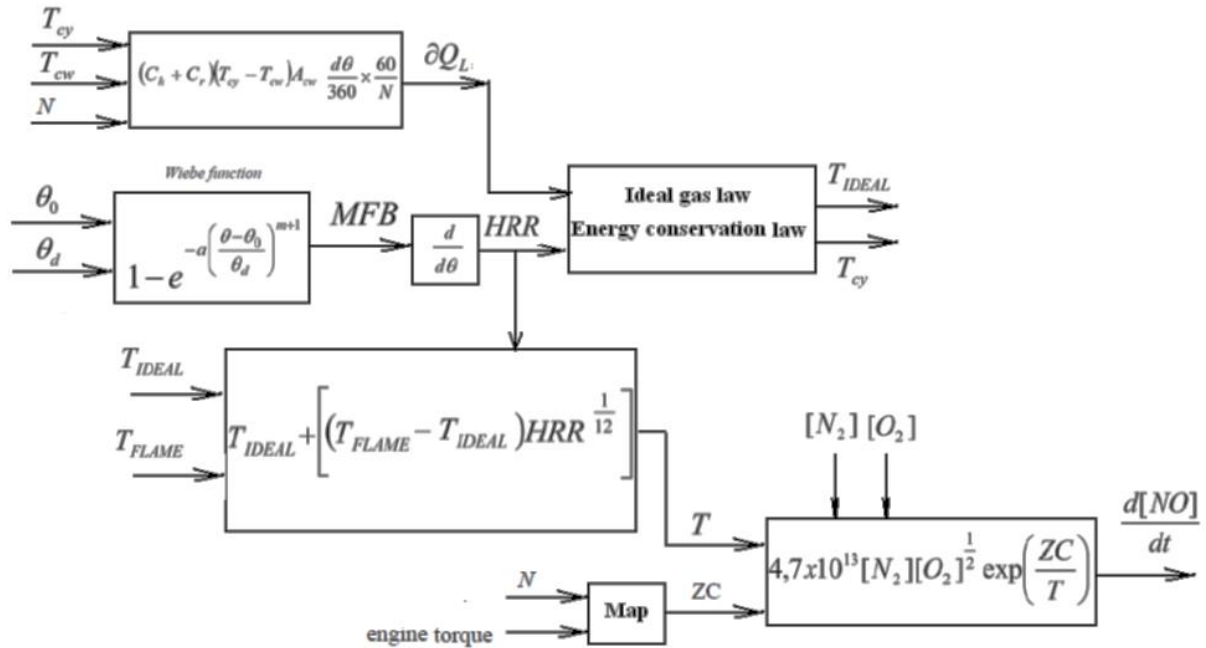 T_cy
T_cw
N
(C_h + C_r)(T_cy − T_cw)A_cw dθ/360 × 60/N
∂Q_L
Wiebe function
θ_0
θ_d
1−e^{−a((θ−θ_0)/θ_d)^{m+1}}
MFB
d/dθ
HRR
Ideal gas law
Energy conservation law
T_IDEAL
T_cy
T_IDEAL
T_FLAME
T_IDEAL+[(T_FLAME − T_IDEAL)HRR^{1/12}]
[N_2] [O_2]
T
4,7x10^{13}[N_2][O_2]^{1/2} exp(ZC/T)
d[NO]/dt
N
engine torque
Map
ZC